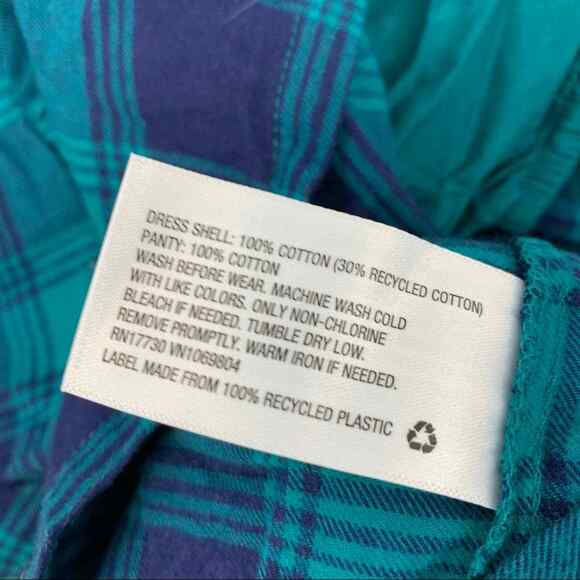 DRESS SHELL: 100% COTTON (30% RECYCLED COTTON)
PANTY: 100% COTTON
WASH BEFORE WEAR. MACHINE WASH COLD
WITH LIKE COLORS. ONLY NON-CHLORINE
BLEACH IF NEEDED. TUMBLE DRY LOW.
REMOVE PROMPTLY. WARM IRON IF NEEDED.
RN17730 VN1069804
LABEL MADE FROM 100% RECYCLED PLASTIC